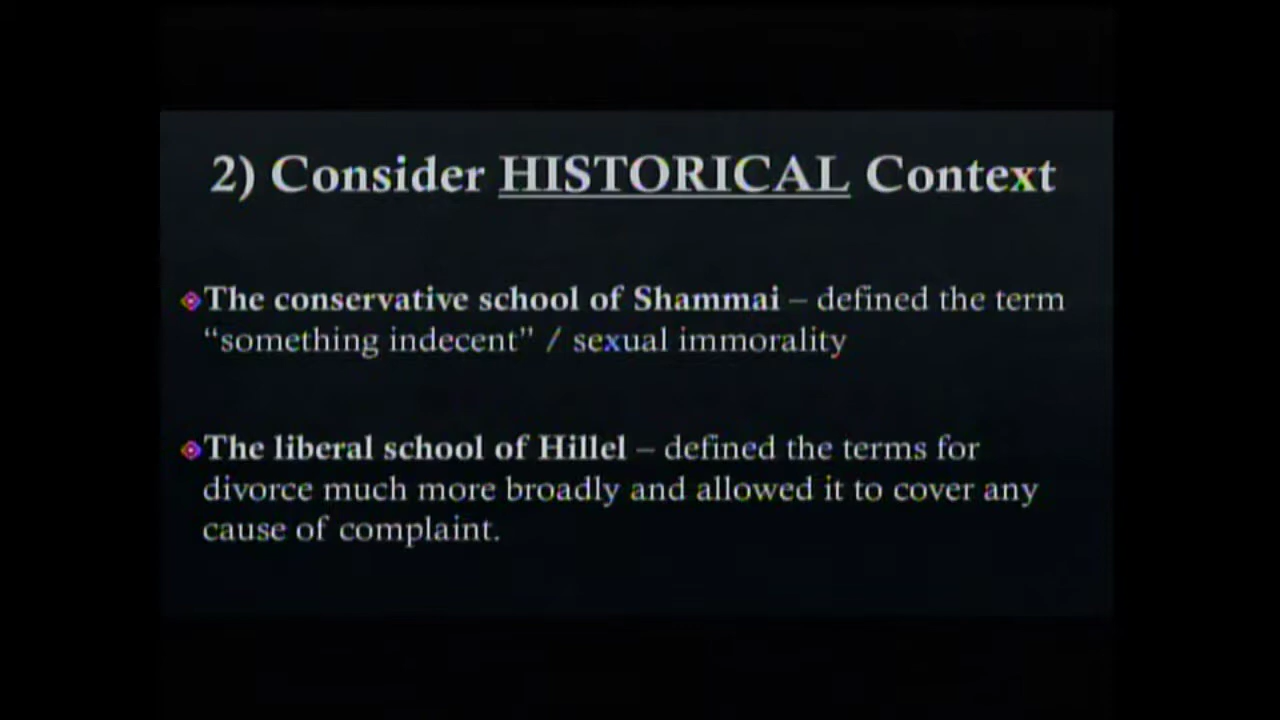 2) Consider HISTORICAL Context
The conservative school of Shammai – defined the term
“something indecent” / sexual immorality
The liberal school of Hillel – defined the terms for
divorce much more broadly and allowed it to cover any
cause of complaint.